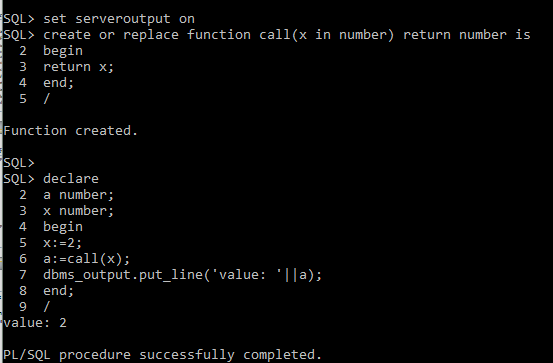 SQL> set serveroutput on
SQL> create or replace function call(x in number) return number is
  2  begin
  3  return x;
  4  end;
  5  /
Function created.
SQL>
SQL> declare
  2  a number;
  3  x number;
  4  begin
  5  x:=2;
  6  a:=call(x);
  7  dbms_output.put_line('value: '||a);
  8  end;
  9  /
value: 2
PL/SQL procedure successfully completed.